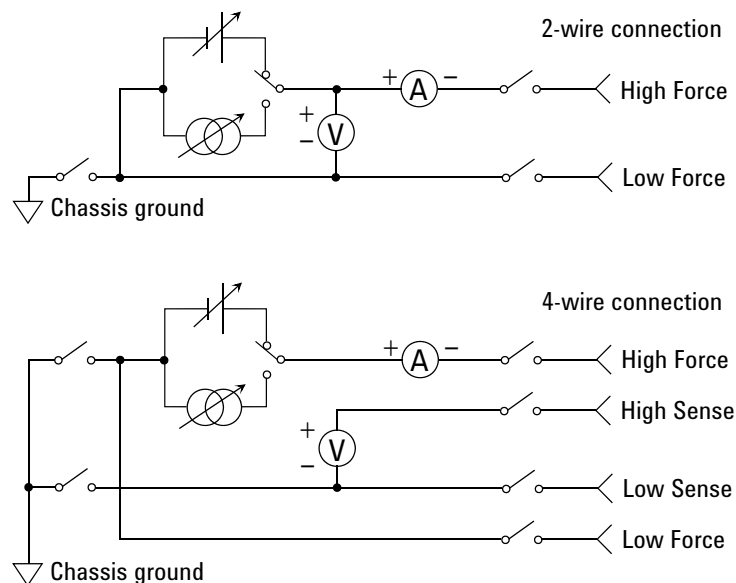 2-wire connection
+ A −
High Force
+
V
−
Low Force
Chassis ground
4-wire connection
+ A −
High Force
High Sense
+
V
−
Low Sense
Low Force
Chassis ground